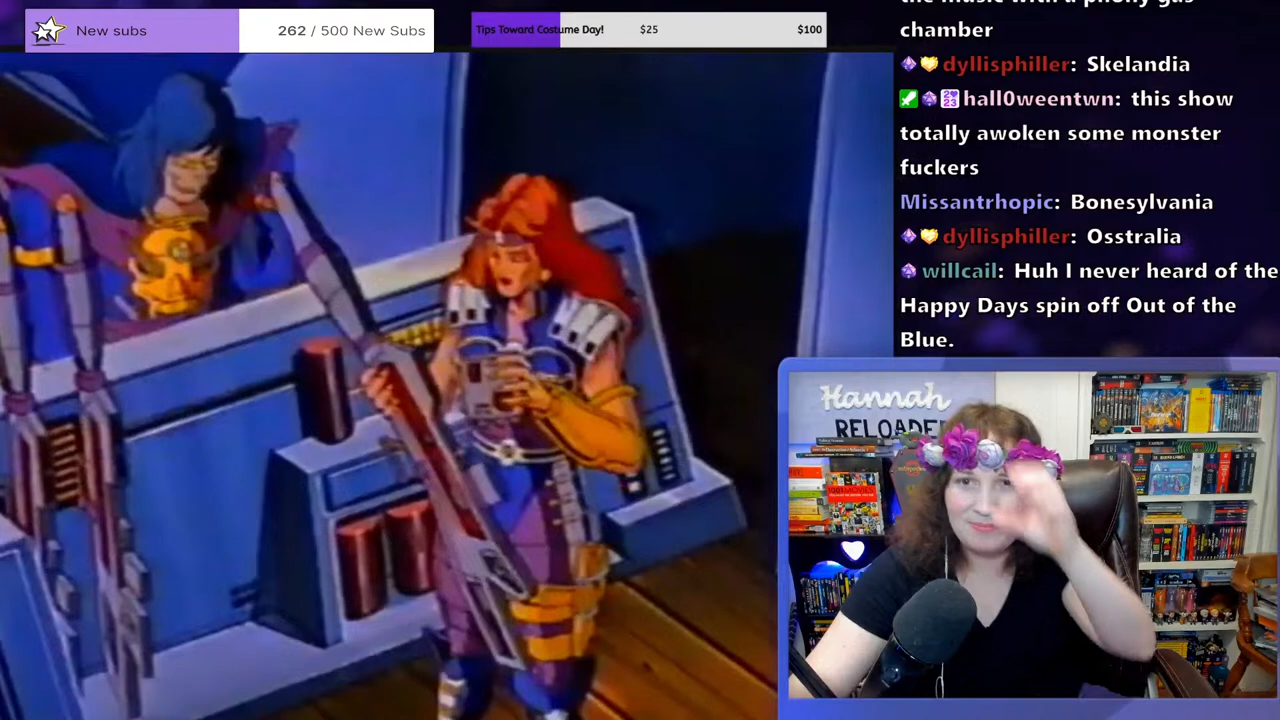 New subs
262 / 500 New Subs
Tips Toward Costume Day!
$25
$100
the music with a phony gas
chamber
dyllisphiller: Skelandia
hall0weentwn: this show
totally awoken some monster
fuckers
Missantrhopic: Bonesylvania
dyllisphiller: Osstralia
willcail: Huh I never heard of the
Happy Days spin off Out of the
Blue.
Hannah
RELOADE